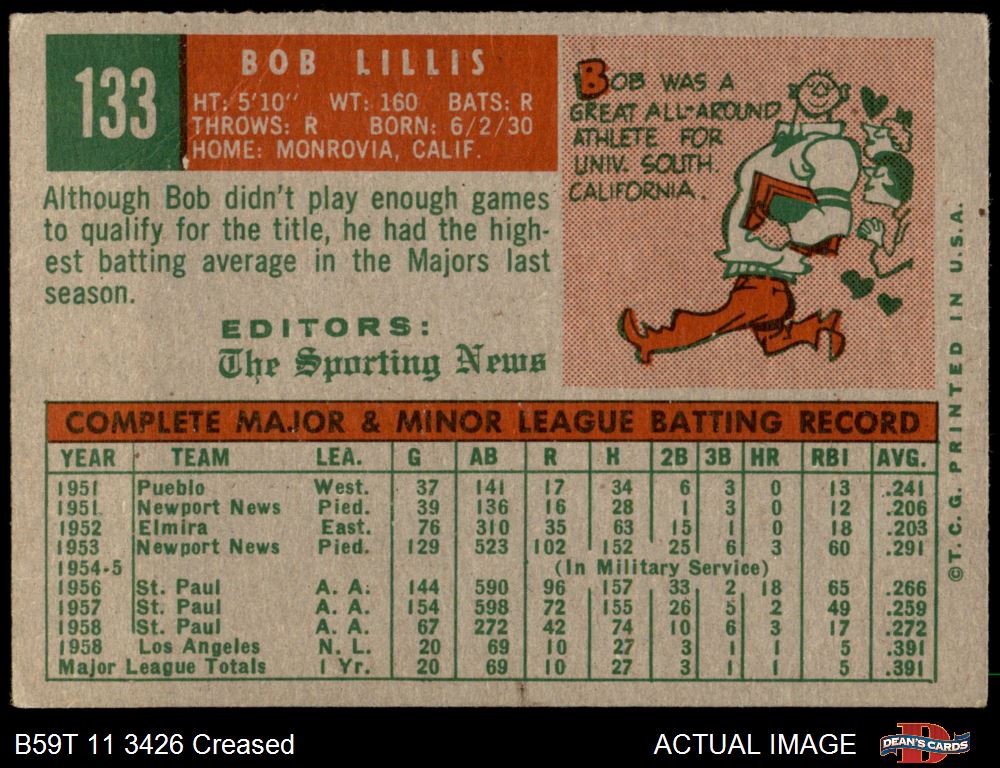 133
BOB LILLIS
HT: 5'10" WT: 160 BATS: R
THROWS: R BORN: 6/2/30
HOME: MONROVIA, CALIF.
Although Bob didn't play enough games
to qualify for the title, he had the high-
est batting average in the Majors last
season.
EDITORS:
The Sporting News
BOB WAS A
GREAT ALL-AROUND
ATHLETE FOR
UNIV. SOUTH.
CALIFORNIA.
COMPLETE MAJOR & MINOR LEAGUE BATTING RECORD
YEAR TEAM LEA. G AB R H 2B 3B HR RBI AVG.
1951 Pueblo West. 37 141 17 34 6 3 0 13 .241
1951 Newport News Pied. 39 136 16 28 1 3 0 12 .206
1952 Elmira East. 76 310 35 63 15 1 0 18 .203
1953 Newport News Pied. 129 523 102 152 25 6 3 60 .291
1954-5 (In Military Service)
1956 St. Paul A. A. 144 590 96 157 33 2 18 65 .266
1957 St. Paul A. A. 154 598 72 155 26 5 2 49 .259
1958 St. Paul A. A. 67 272 42 74 10 6 3 17 .272
1958 Los Angeles N. L. 20 69 10 27 3 1 1 5 .391
Major League Totals 1 Yr. 20 69 10 27 3 1 1 5 .391
©T.C.G. PRINTED IN U.S.A.
B59T 11 3426 Creased
ACTUAL IMAGE
DEAN'S CARDS